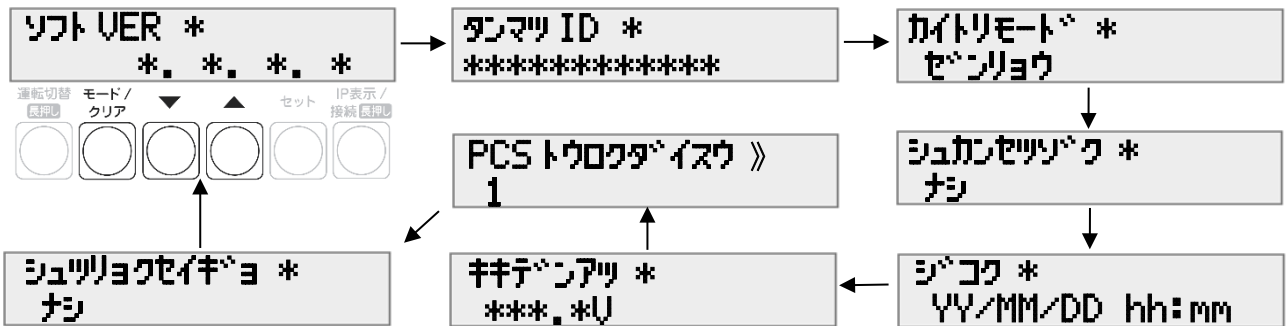 ソフト VER *
*. *. *. *
運転切替
長押し
モード /
クリア
▼
▲
セット
IP表示 /
接続 長押し
タンマツ ID *
************
カイトリモード *
ゼンリョウ
シュカンセツゾク *
ナシ
ジコク *
YY/MM/DD hh:mm
キキデンアツ *
***.*V
PCS トウロクダイスウ 》
1
シュツリョクセイギョ *
ナシ